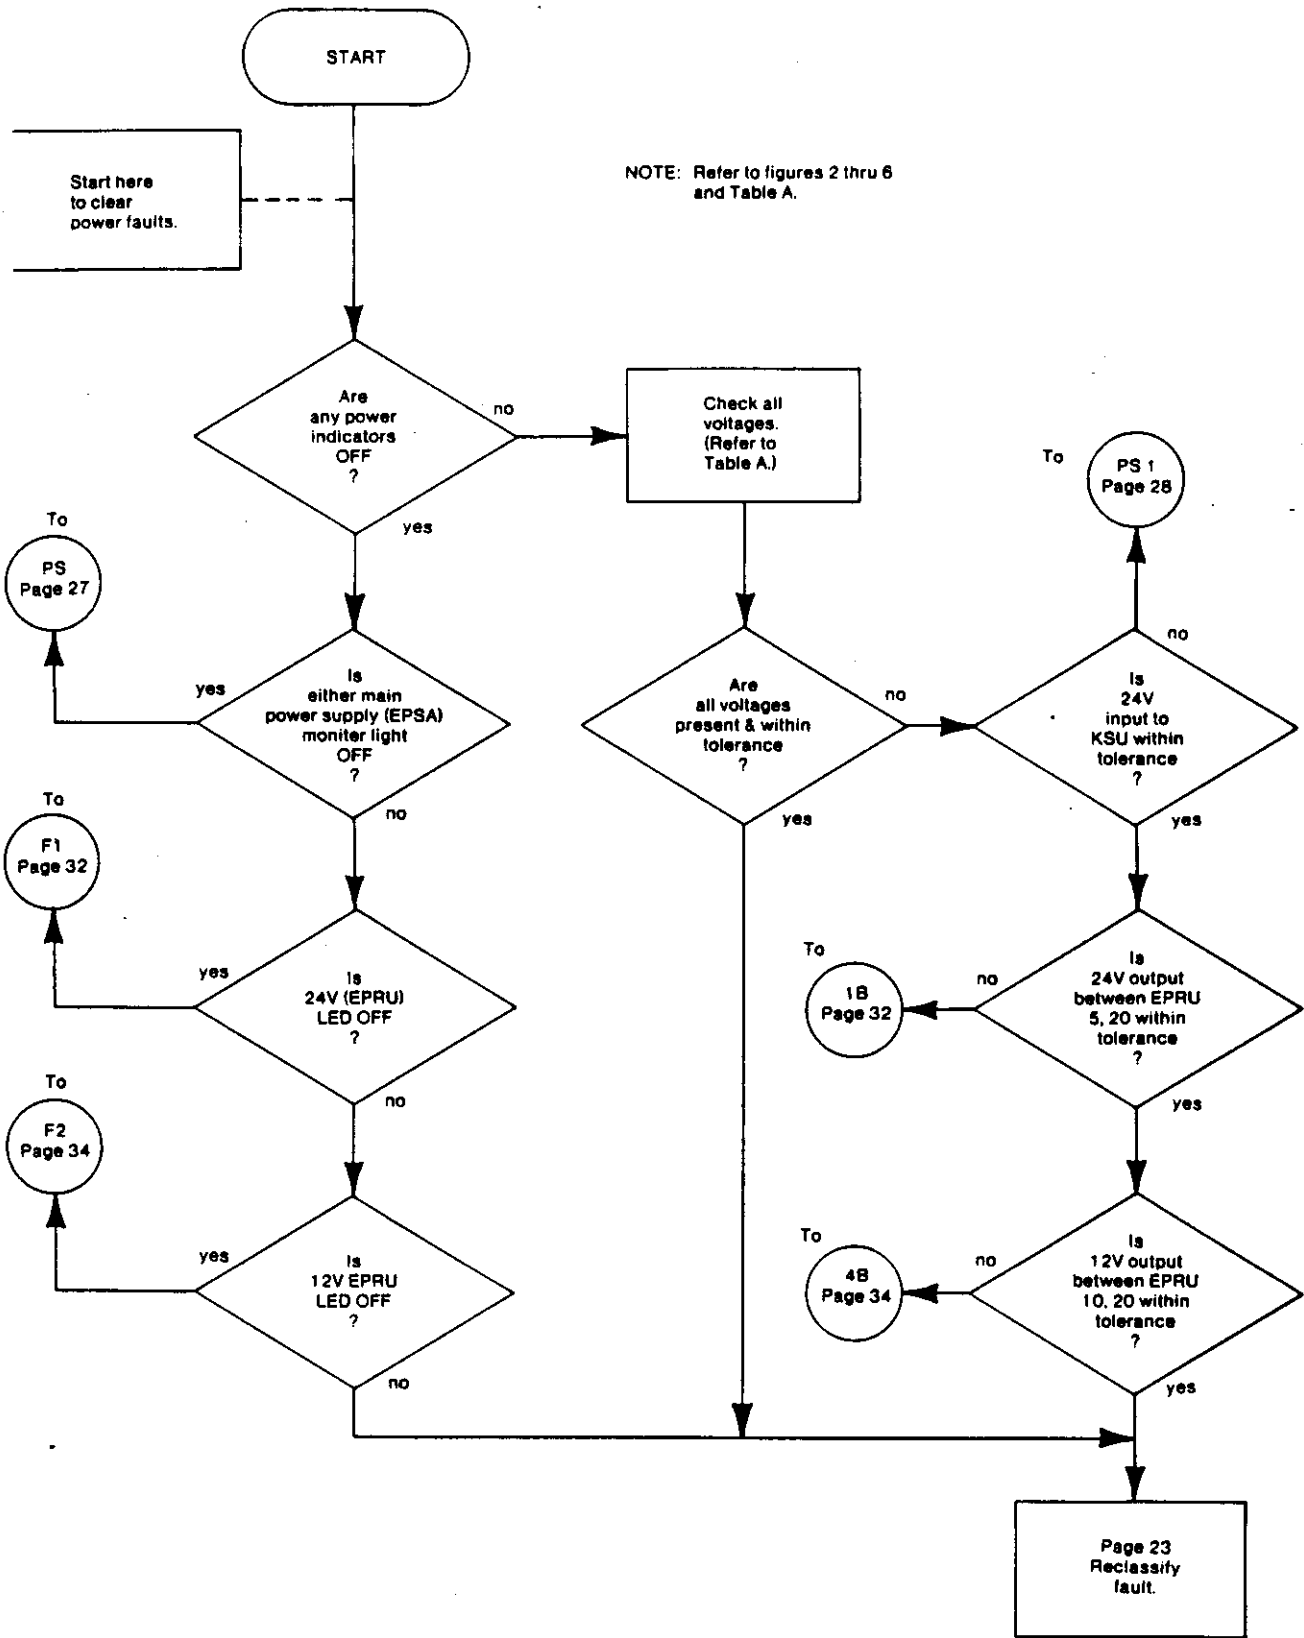 START
Start here
to clear
power faults.
NOTE: Refer to figures 2 thru 6
and Table A.
Are
any power
indicators
OFF
?
no
yes
Check all
voltages.
(Refer to
Table A.)
To
PS 1
Page 28
To
PS
Page 27
yes
Is
either main
power supply (EPSA)
moniter light
OFF
?
no
Are
all voltages
present & within
tolerance
?
no
yes
no
Is
24V
input to
KSU within
tolerance
?
yes
To
F1
Page 32
yes
Is
24V (EPRU)
LED OFF
?
no
To
1B
Page 32
no
Is
24V output
between EPRU
5, 20 within
tolerance
?
yes
To
F2
Page 34
yes
Is
12V EPRU
LED OFF
?
no
To
4B
Page 34
no
Is
12V output
between EPRU
10, 20 within
tolerance
?
yes
Page 23
Reclassify
fault.